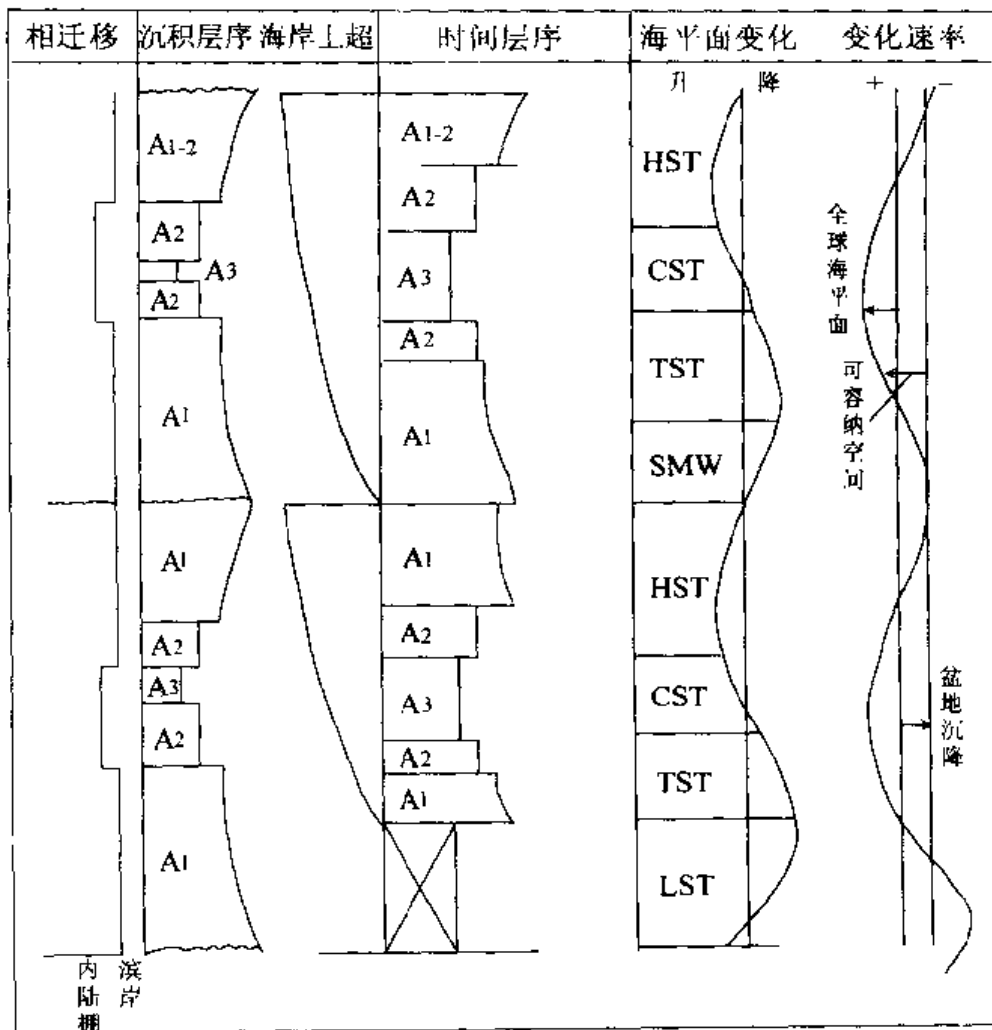 相迁移 沉积层序 海岸上超 时间层序 海平面变化 变化速率
升 降 + −
A1-2
A2
A3
A2
A1
A1
A2
A3
A2
A1
A1-2
A2
A3
A2
A1
A1
A2
A3
A2
A1
HST
CST
TST
SMW
HST
CST
TST
LST
全球海平面
可容纳空间
盆地沉降
内陆棚
滨岸